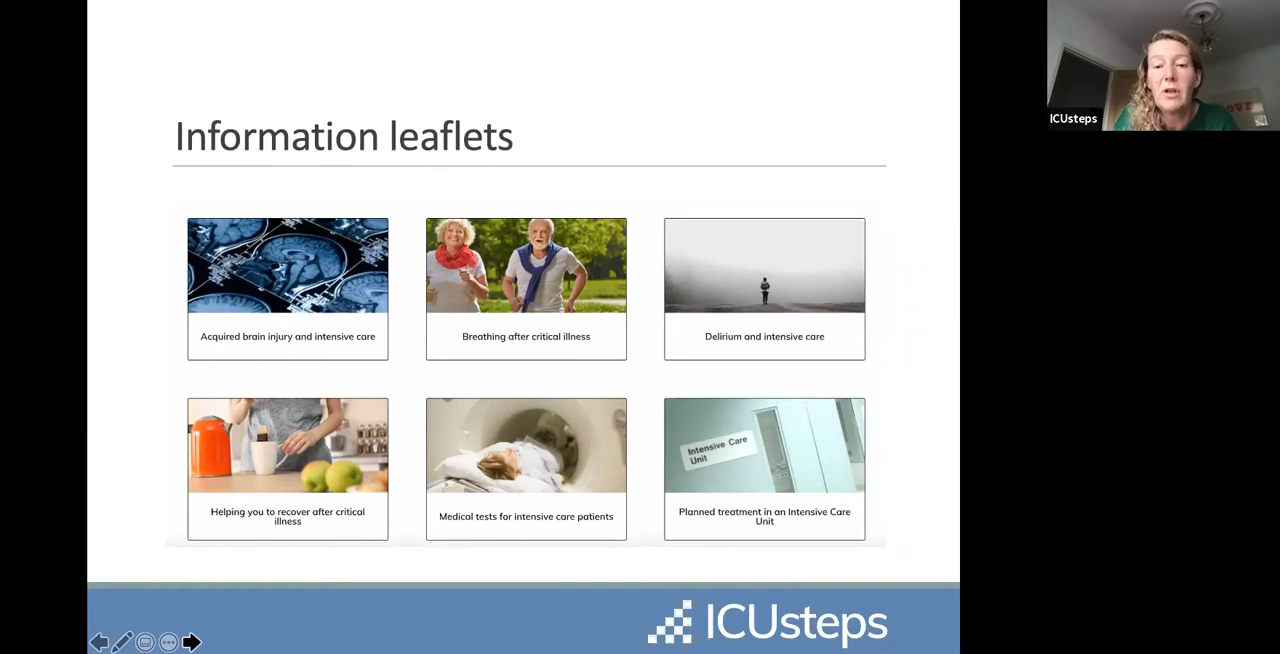 Information leaflets
ICUsteps
Acquired brain injury and intensive care
Breathing after critical illness
Delirium and intensive care
Intensive Care
Unit
Helping you to recover after critical
illness
Medical tests for intensive care patients
Planned treatment in an Intensive Care
Unit
ICUsteps